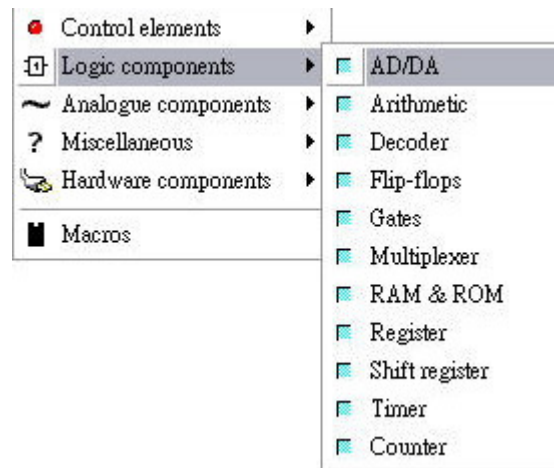 Control elements
Logic components
Analogue components
? Miscellaneous
Hardware components
Macros
AD/DA
Arithmetic
Decoder
Flip-flops
Gates
Multiplexer
RAM & ROM
Register
Shift register
Timer
Counter